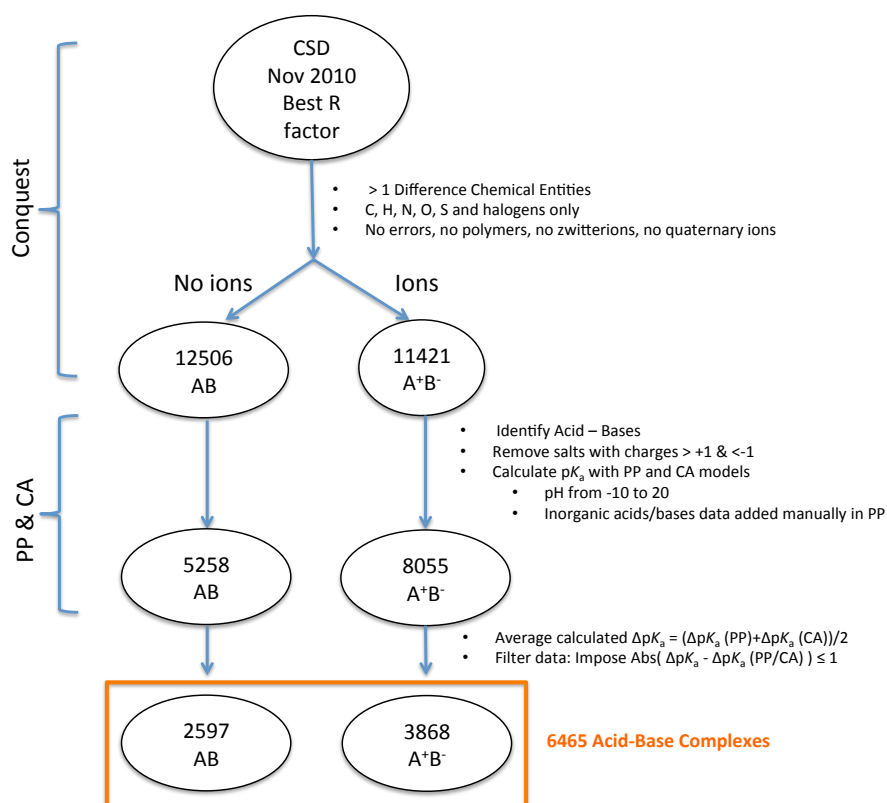 CSD
Nov 2010
Best R
factor
Conquest
• > 1 Difference Chemical Entities
• C, H, N, O, S and halogens only
• No errors, no polymers, no zwitterions, no quaternary ions
No ions
Ions
12506
AB
11421
A⁺B⁻
PP & CA
• Identify Acid – Bases
• Remove salts with charges > +1 & <-1
• Calculate pKₐ with PP and CA models
• pH from -10 to 20
• Inorganic acids/bases data added manually in PP
5258
AB
8055
A⁺B⁻
• Average calculated ΔpKₐ = (ΔpKₐ (PP)+ΔpKₐ (CA))/2
• Filter data: Impose Abs( ΔpKₐ - ΔpKₐ (PP/CA) ) ≤ 1
2597
AB
3868
A⁺B⁻
6465 Acid-Base Complexes